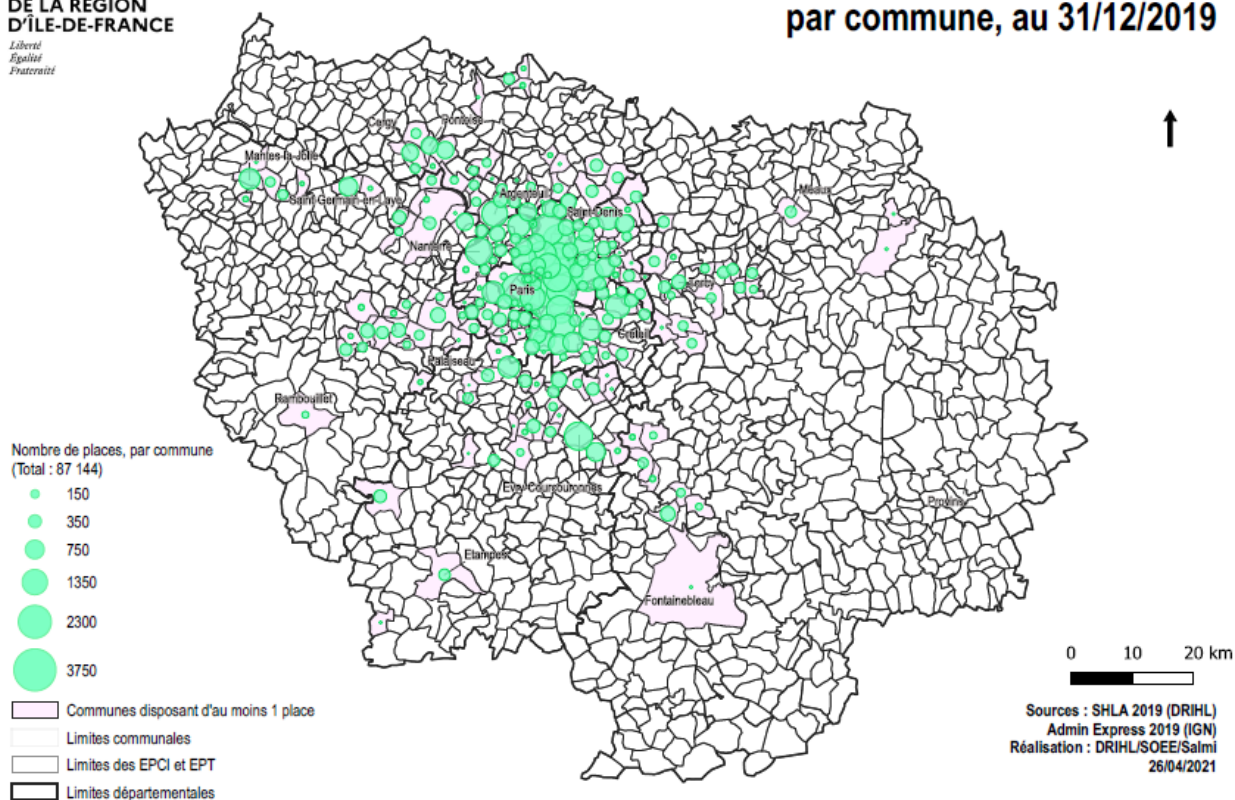 DE LA RÉGION
D'ÎLE-DE-FRANCE
Liberté
Égalité
Fraternité
par commune, au 31/12/2019
Cergy
Pontoise
Mantes-la-Jolie
Saint-Germain-en-Laye
Argenteuil
Saint-Denis
Meaux
Nanterre
Paris
Torcy
Créteil
Palaiseau
Rambouillet
Evry-Courcouronnes
Provins
Etampes
Fontainebleau
Nombre de places, par commune
(Total : 87 144)
150
350
750
1350
2300
3750
Communes disposant d'au moins 1 place
Limites communales
Limites des EPCI et EPT
Limites départementales
0 10 20 km
Sources : SHLA 2019 (DRIHL)
Admin Express 2019 (IGN)
Réalisation : DRIHL/SOEE/Salmi
26/04/2021